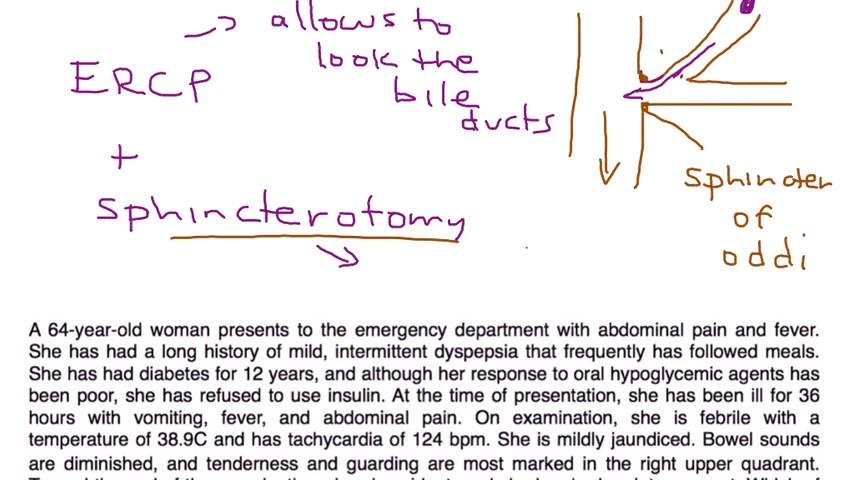 allows to
look the
bile
ducts
ERCP
+
sphincterotomy
sphincter
of
oddi
A 64-year-old woman presents to the emergency department with abdominal pain and fever.
She has had a long history of mild, intermittent dyspepsia that frequently has followed meals.
She has had diabetes for 12 years, and although her response to oral hypoglycemic agents has
been poor, she has refused to use insulin. At the time of presentation, she has been ill for 36
hours with vomiting, fever, and abdominal pain. On examination, she is febrile with a
temperature of 38.9C and has tachycardia of 124 bpm. She is mildly jaundiced. Bowel sounds
are diminished, and tenderness and guarding are most marked in the right upper quadrant.